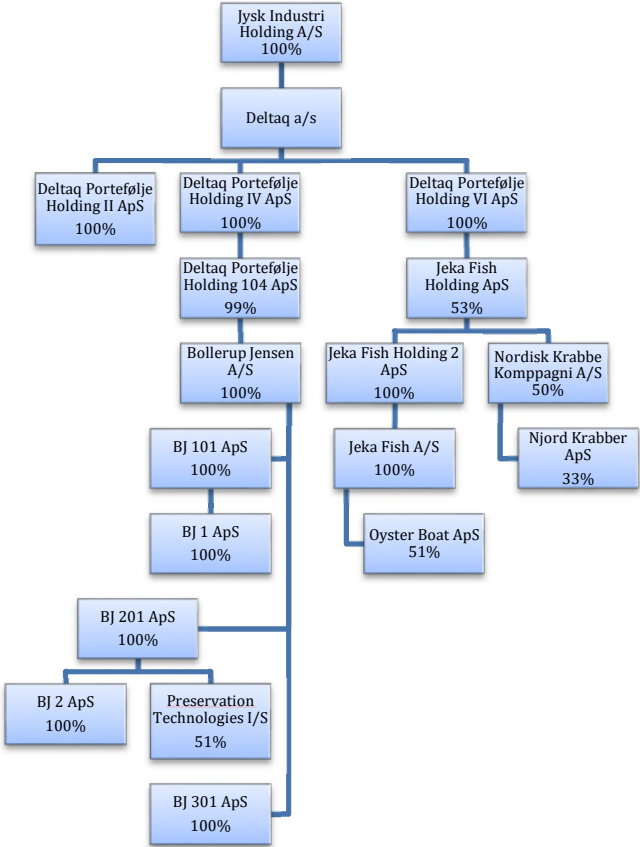 Jysk Industri
Holding A/S
100%
Deltaq a/s
Deltaq Portefølje
Holding II ApS
100%
Deltaq Portefølje
Holding IV ApS
100%
Deltaq Portefølje
Holding VI ApS
100%
Deltaq Portefølje
Holding 104 ApS
99%
Jeka Fish
Holding ApS
53%
Bollerup Jensen
A/S
100%
Jeka Fish Holding 2
ApS
100%
Nordisk Krabbe
Komppagni A/S
50%
BJ 101 ApS
100%
Jeka Fish A/S
100%
Njord Krabber
ApS
33%
BJ 1 ApS
100%
Oyster Boat ApS
51%
BJ 201 ApS
100%
BJ 2 ApS
100%
Preservation
Technologies I/S
51%
BJ 301 ApS
100%